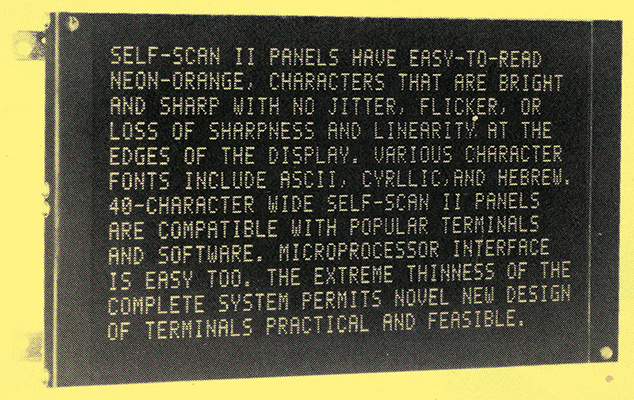 SELF-SCAN II PANELS HAVE EASY-TO-READ
NEON-ORANGE, CHARACTERS THAT ARE BRIGHT
AND SHARP WITH NO JITTER, FLICKER, OR
LOSS OF SHARPNESS AND LINEARITY AT THE
EDGES OF THE DISPLAY. VARIOUS CHARACTER
FONTS INCLUDE ASCII, CYRLLIC,AND HEBREW.
40-CHARACTER WIDE SELF-SCAN II PANELS
ARE COMPATIBLE WITH POPULAR TERMINALS
AND SOFTWARE. MICROPROCESSOR INTERFACE
IS EASY TOO. THE EXTREME THINNESS OF THE
COMPLETE SYSTEM PERMITS NOVEL NEW DESIGN
OF TERMINALS PRACTICAL AND FEASIBLE.